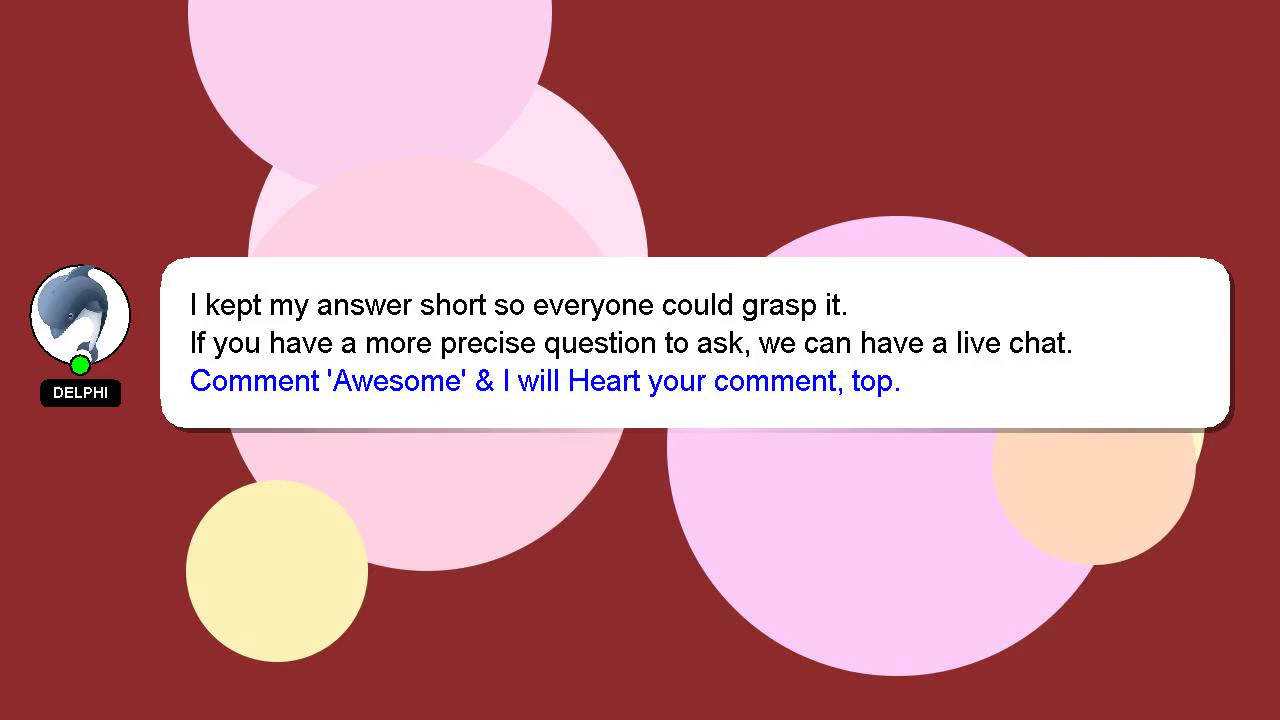 I kept my answer short so everyone could grasp it.
If you have a more precise question to ask, we can have a live chat.
Comment 'Awesome' & I will Heart your comment, top.
DELPHI